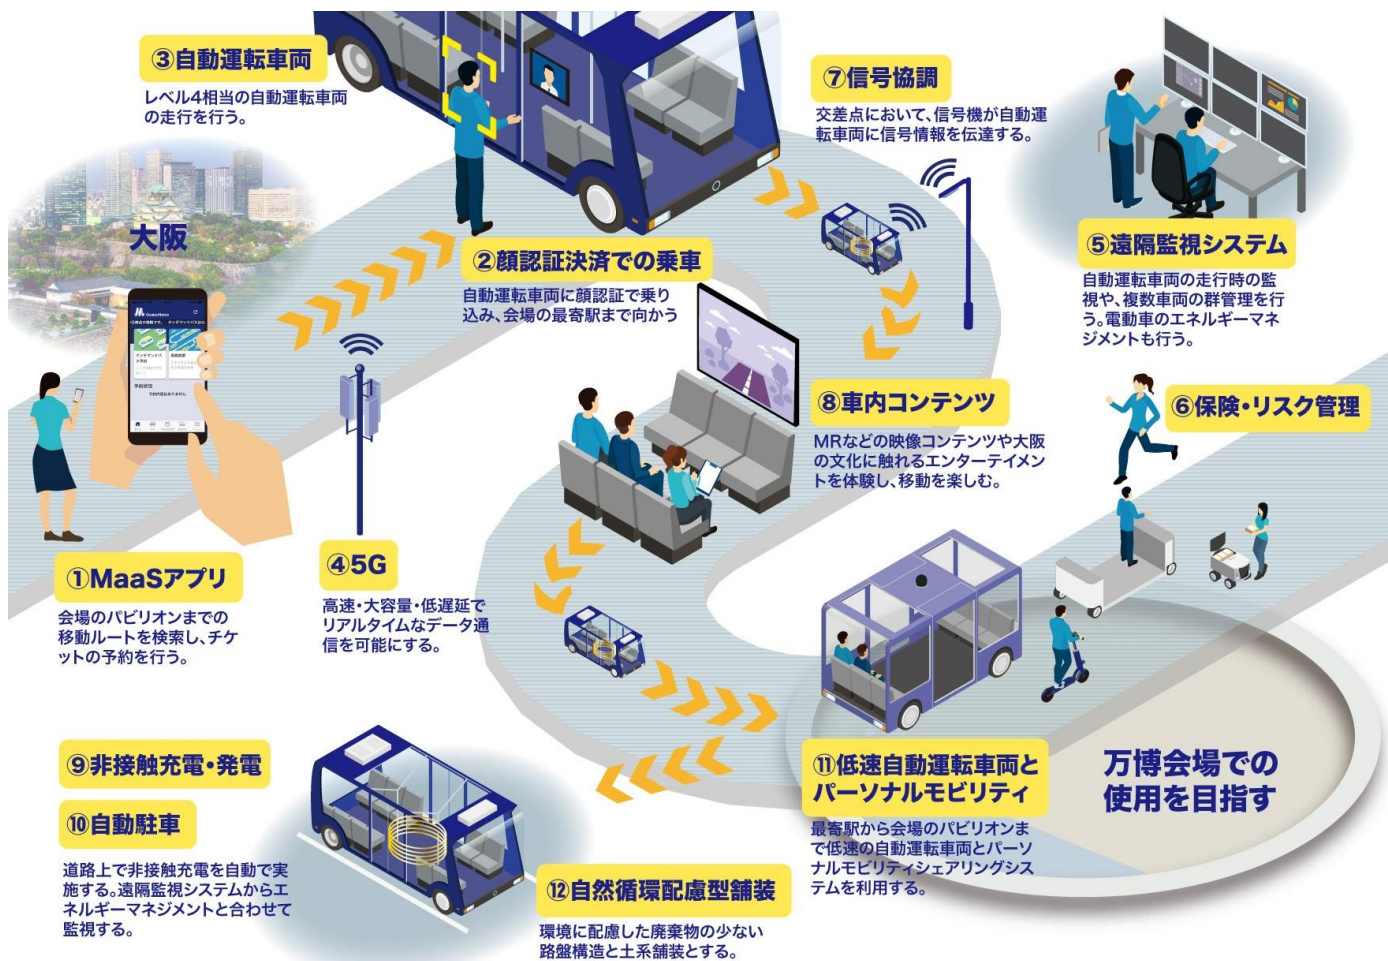 ③自動運転車両
レベル4相当の自動運転車両
の走行を行う。
大阪
Osaka Metro
①MaaSアプリ
会場のパビリオンまでの
移動ルートを検索し、チケ
ットの予約を行う。
②顔認証決済での乗車
自動運転車両に顔認証で乗り
込み、会場の最寄駅まで向かう
④5G
高速・大容量・低遅延で
リアルタイムなデータ通
信を可能にする。
⑦信号協調
交差点において、信号機が自動運
転車両に信号情報を伝達する。
⑤遠隔監視システム
自動運転車両の走行時の監
視や、複数車両の群管理を行
う。電動車のエネルギーマネ
ジメントも行う。
⑧車内コンテンツ
MRなどの映像コンテンツや大阪
の文化に触れるエンターテイメン
トを体験し、移動を楽しむ。
⑥保険・リスク管理
⑨非接触充電・発電
⑩自動駐車
道路上で非接触充電を自動で実
施する。遠隔監視システムからエ
ネルギーマネジメントと合わせて
監視する。
⑫自然循環配慮型舗装
環境に配慮した廃棄物の少ない
路盤構造と土系舗装とする。
⑪低速自動運転車両と
パーソナルモビリティ
最寄駅から会場のパビリオンま
で低速の自動運転車両とパーソ
ナルモビリティシェアリングシス
テムを利用する。
万博会場での
使用を目指す